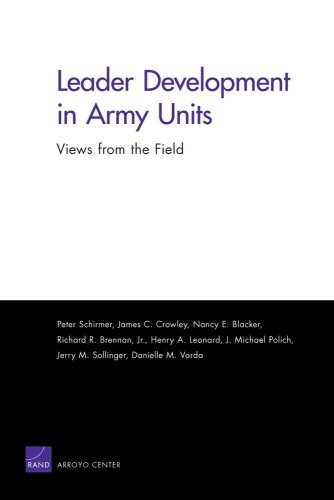 Leader Development
in Army Units
Views from the Field
Peter Schirmer, James C. Crowley, Nancy E. Blacker,
Richard R. Brennan, Jr., Henry A. Leonard, J. Michael Polich,
Jerry M. Sollinger, Danielle M. Varda
RAND
ARROYO CENTER